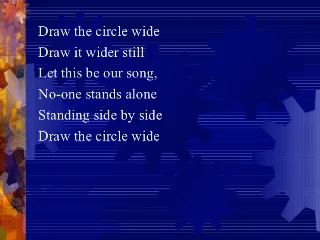 Draw the circle wide
Draw it wider still
Let this be our song,
No-one stands alone
Standing side by side
Draw the circle wide